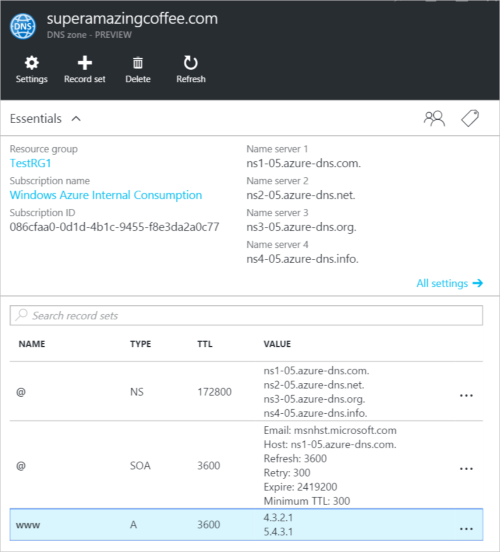 DNS
superamazingcoffee.com
DNS zone - PREVIEW
Settings
Record set
Delete
Refresh
Essentials
Resource group
TestRG1
Subscription name
Windows Azure Internal Consumption
Subscription ID
086cfaa0-0d1d-4b1c-9455-f8e3da2a0c77
Name server 1
ns1-05.azure-dns.com.
Name server 2
ns2-05.azure-dns.net.
Name server 3
ns3-05.azure-dns.org.
Name server 4
ns4-05.azure-dns.info.
All settings
Search record sets
NAME TYPE TTL VALUE
@ NS 172800
ns1-05.azure-dns.com.
ns2-05.azure-dns.net.
ns3-05.azure-dns.org.
ns4-05.azure-dns.info.
...
@ SOA 3600
Email: msnhst.microsoft.com
Host: ns1-05.azure-dns.com.
Refresh: 3600
Retry: 300
Expire: 2419200
Minimum TTL: 300
...
www A 3600
4.3.2.1
5.4.3.1
...